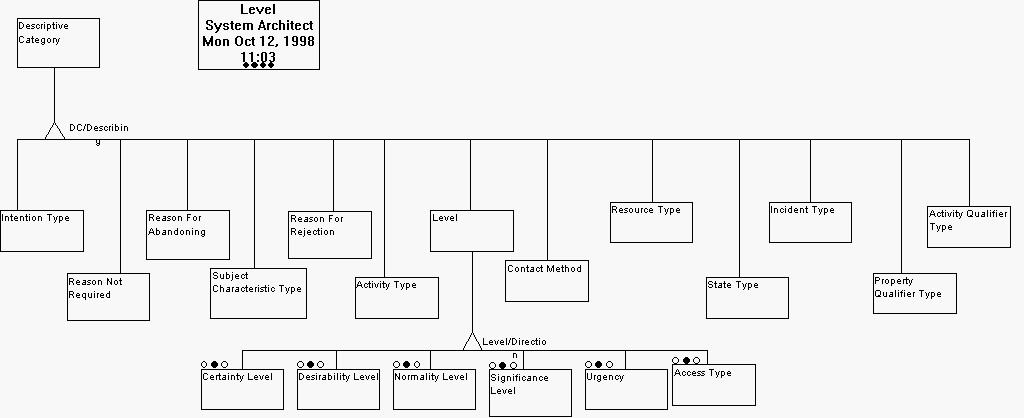 Descriptive
Category
Level
System Architect
Mon Oct 12, 1998
11:03
DC/Describin
g
Intention Type
Reason Not
Required
Reason For
Abandoning
Subject
Characteristic Type
Reason For
Rejection
Activity Type
Level
Contact Method
Resource Type
State Type
Incident Type
Property
Qualifier Type
Activity Qualifier
Type
Level/Directio
n
Certainty Level
Desirability Level
Normality Level
Significance
Level
Urgency
Access Type